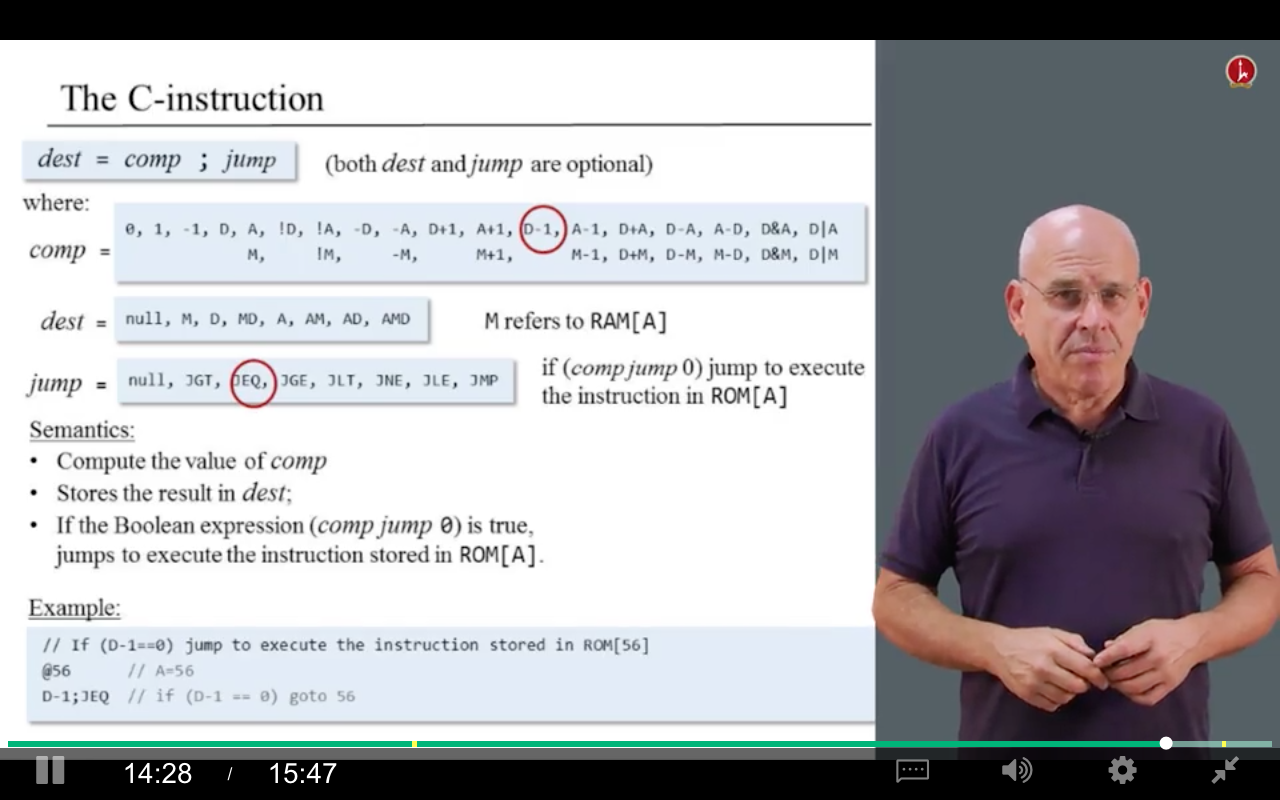 The C-instruction
dest = comp ; jump (both dest and jump are optional)
where:
comp =
0, 1, -1, D, A, !D, !A, -D, -A, D+1, A+1, D-1, A-1, D+A, D-A, A-D, D&A, D|A
M, !M, -M, M+1, M-1, D+M, D-M, M-D, D&M, D|M
dest = null, M, D, MD, A, AM, AD, AMD M refers to RAM[A]
jump = null, JGT, JEQ, JGE, JLT, JNE, JLE, JMP
if (comp jump 0) jump to execute
the instruction in ROM[A]
Semantics:
• Compute the value of comp
• Stores the result in dest;
• If the Boolean expression (comp jump 0) is true,
jumps to execute the instruction stored in ROM[A].
Example:
// If (D-1==0) jump to execute the instruction stored in ROM[56]
@56 // A=56
D-1;JEQ // if (D-1 == 0) goto 56
14:28 / 15:47